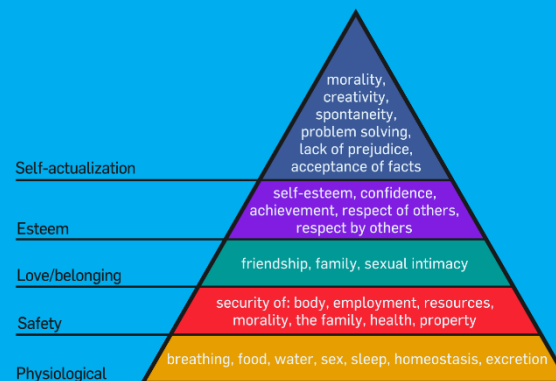 morality,
creativity,
spontaneity,
problem solving,
lack of prejudice,
acceptance of facts
Self-actualization
self-esteem, confidence,
achievement, respect of others,
respect by others
Esteem
friendship, family, sexual intimacy
Love/belonging
security of: body, employment, resources,
morality, the family, health, property
Safety
breathing, food, water, sex, sleep, homeostasis, excretion
Physiological